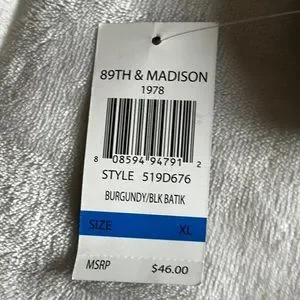 89TH & MADISON
1978
8 08594 94791 2
STYLE 519D676
BURGUNDY/BLK BATIK
SIZE XL
MSRP $46.00